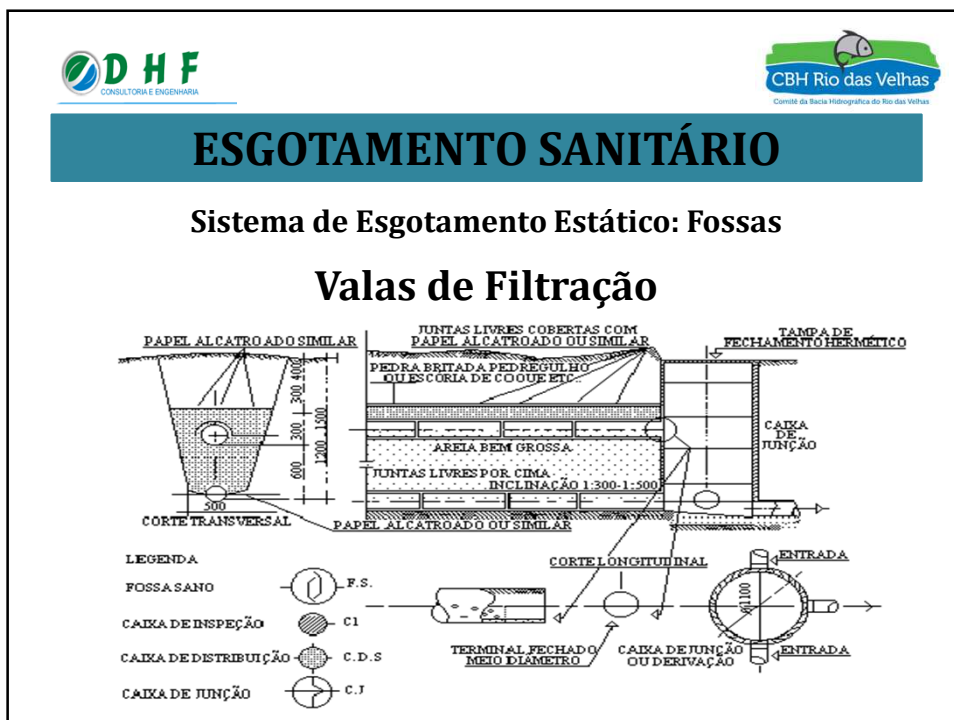 DHF
CONSULTORIA E ENGENHARIA
CBH Rio das Velhas
Comitê da Bacia Hidrográfica do Rio das Velhas
ESGOTAMENTO SANITÁRIO
Sistema de Esgotamento Estático: Fossas
Valas de Filtração
PAPEL ALCATROADO SIMILAR
JUNTAS LIVRES COBERTAS COM
PAPEL ALCATROADO OU SIMILAR
TAMPA DE
FECHAMENTO HERMÉTICO
PEDRA BRITADA PEDREGULHO
OU ESCÓRIA DE COQUE ETC..
300 400
300
1200 1500
600
500
CORTE TRANSVERSAL
AREIA BEM GROSSA
JUNTAS LIVRES POR CIMA
INCLINAÇÃO 1:300-1:500
PAPEL ALCATROADO OU SIMILAR
CAIXA
DE
JUNÇÃO
CORTE LONGITUDINAL
LEGENDA
FOSSA SANO
F.S.
CAIXA DE INSPEÇÃO
C1
CAIXA DE DISTRIBUIÇÃO
C.D.S
CAIXA DE JUNÇÃO
C.J
TERMINAL FECHADO
MEIO DIÂMETRO
CAIXA DE JUNÇÃO
OU DERIVAÇÃO
ENTRADA
1100
ENTRADA